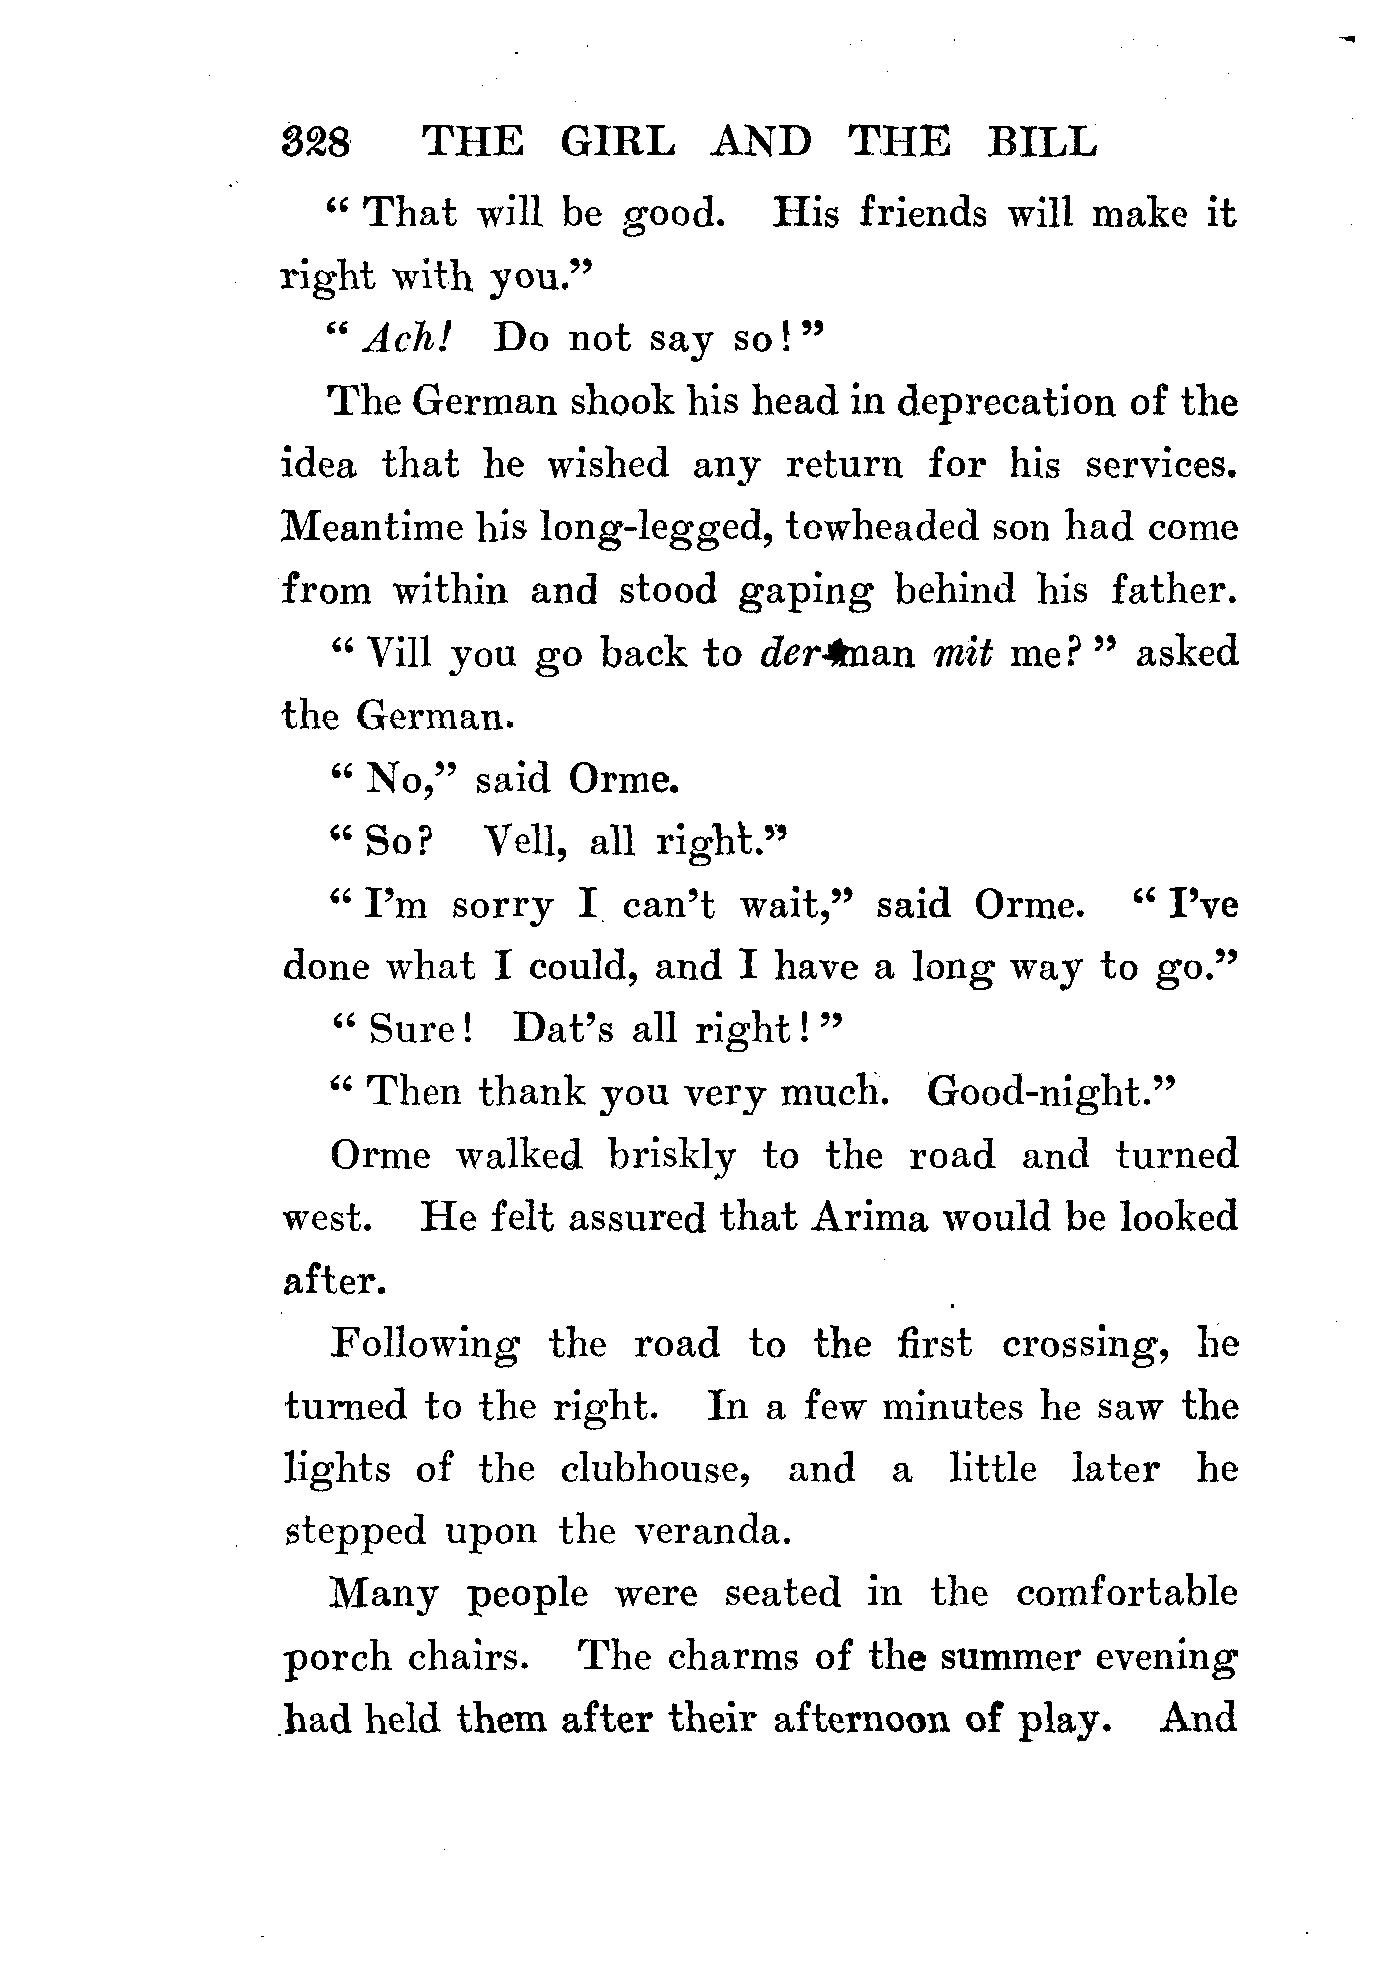 328 THE GIRL AND THE BILL
“ That will be good. His friends will make it
right with you.”
“ Ach! Do not say so! ”
The German shook his head in deprecation of the
idea that he wished any return for his services.
Meantime his long-legged, towheaded son had come
from within and stood gaping behind his father.
“ Vill you go back to der man mit me? ” asked
the German.
“ No,” said Orme.
“ So? Vell, all right.”
“ I’m sorry I can’t wait,” said Orme. “ I’ve
done what I could, and I have a long way to go.”
“ Sure! Dat’s all right! ”
“ Then thank you very much. Good-night.”
Orme walked briskly to the road and turned
west. He felt assured that Arima would be looked
after.
Following the road to the first crossing, he
turned to the right. In a few minutes he saw the
lights of the clubhouse, and a little later he
stepped upon the veranda.
Many people were seated in the comfortable
porch chairs. The charms of the summer evening
had held them after their afternoon of play. And